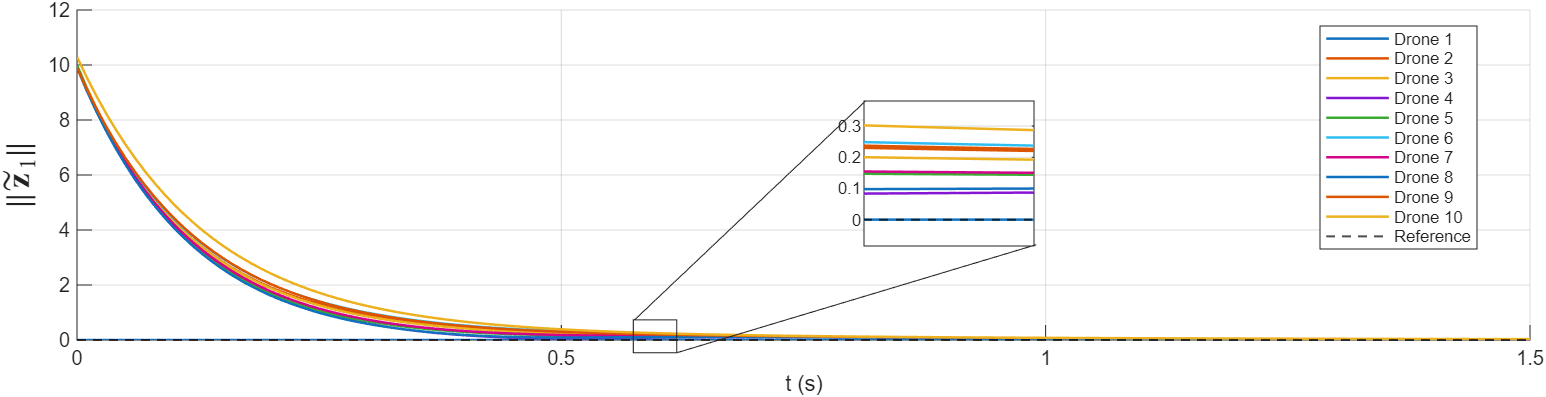 12
10
8
6
4
2
0
||z̃₁||
0 0.5 1 1.5
t (s)
0.3
0.2
0.1
0
Drone 1
Drone 2
Drone 3
Drone 4
Drone 5
Drone 6
Drone 7
Drone 8
Drone 9
Drone 10
Reference